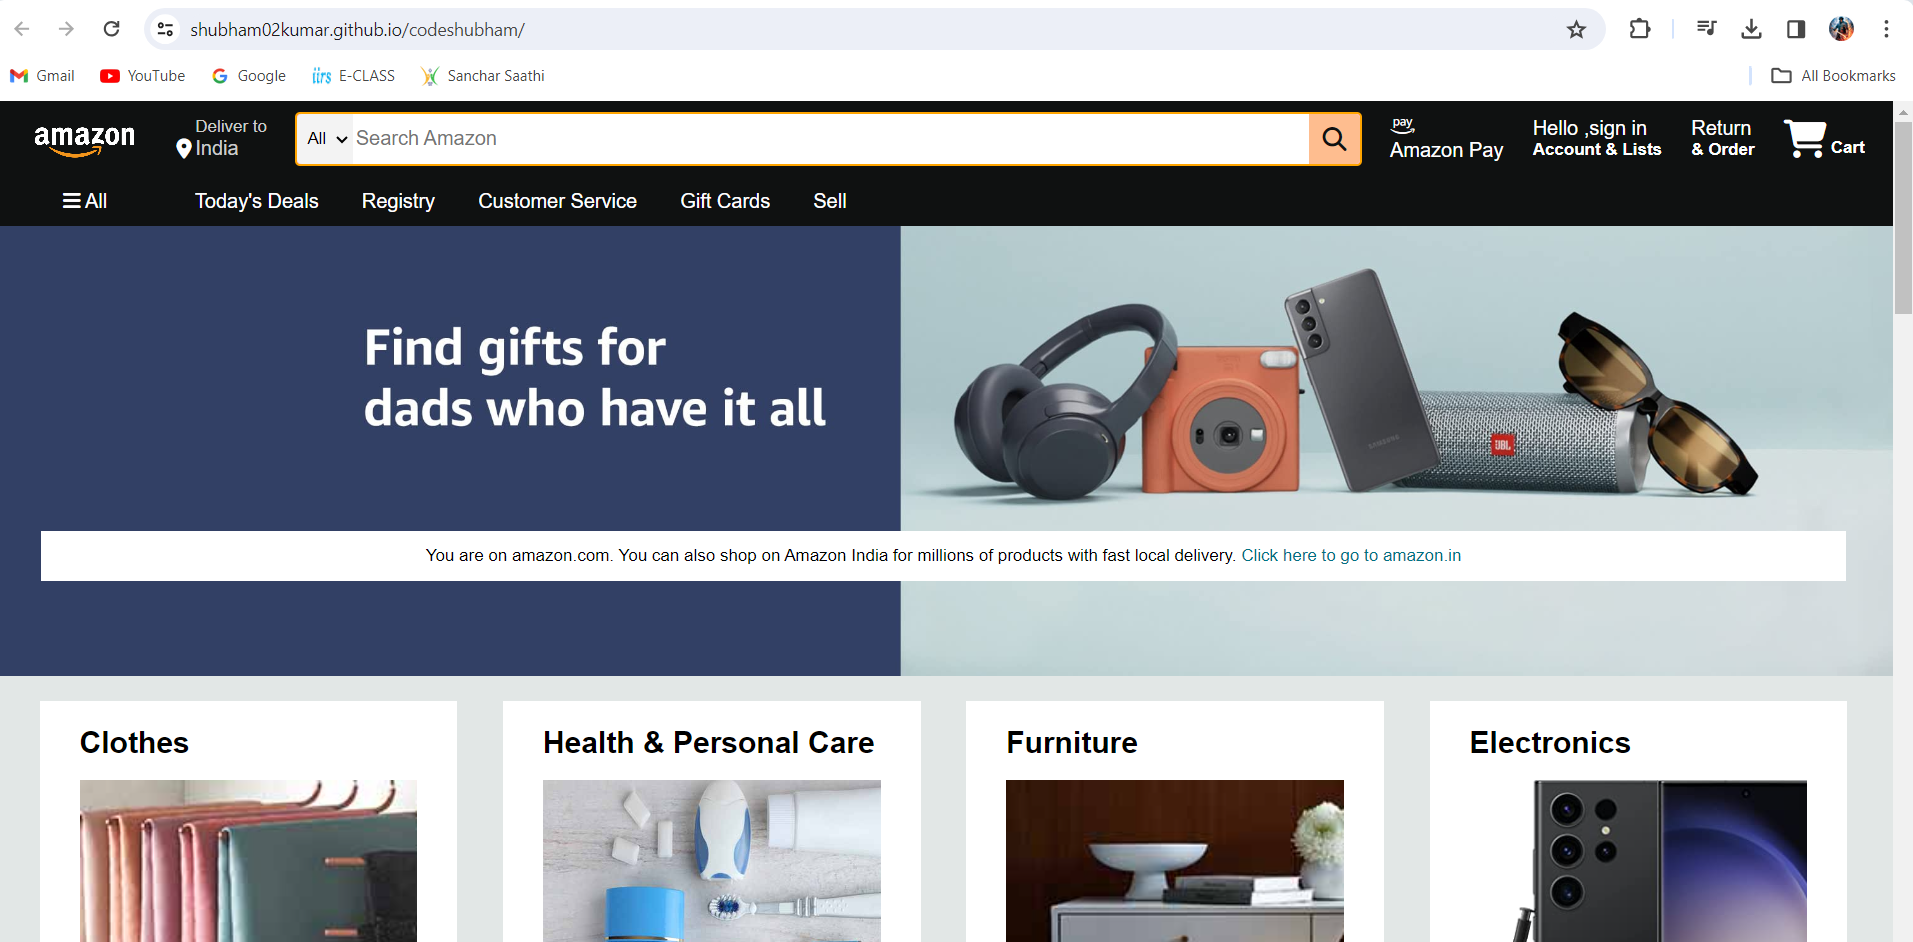 shubham02kumar.github.io/codeshubham/
Gmail YouTube Google iirs E-CLASS Sanchar Saathi All Bookmarks
amazon
Deliver to
India
All Search Amazon
pay
Amazon Pay
Hello ,sign in
Account & Lists
Return
& Order
Cart
All Today's Deals Registry Customer Service Gift Cards Sell
Find gifts for
dads who have it all
SAMSUNG
JBL
You are on amazon.com. You can also shop on Amazon India for millions of products with fast local delivery. Click here to go to amazon.in
Clothes Health & Personal Care Furniture Electronics